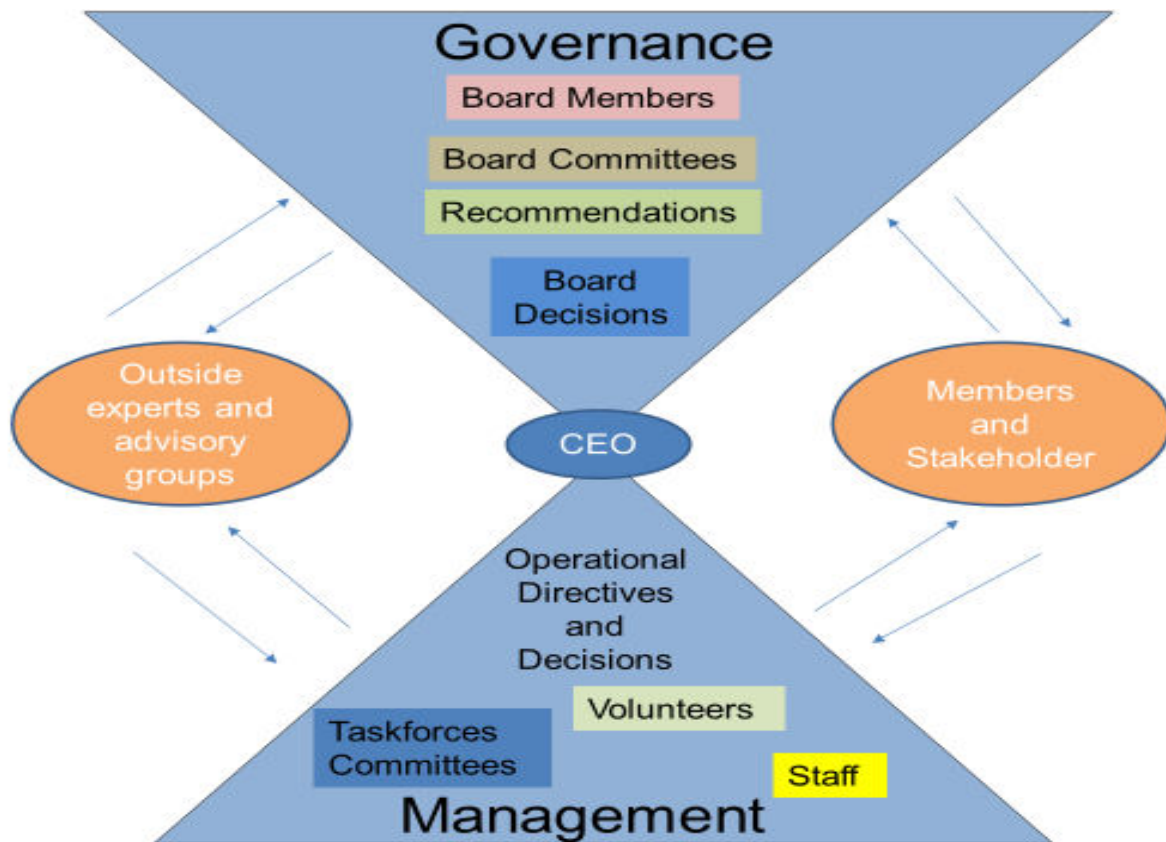 Governance
Board Members
Board Committees
Recommendations
Board
Decisions
Outside
experts and
advisory
groups
CEO
Members
and
Stakeholder
Operational
Directives
and
Decisions
Volunteers
Taskforces
Committees
Staff
Management